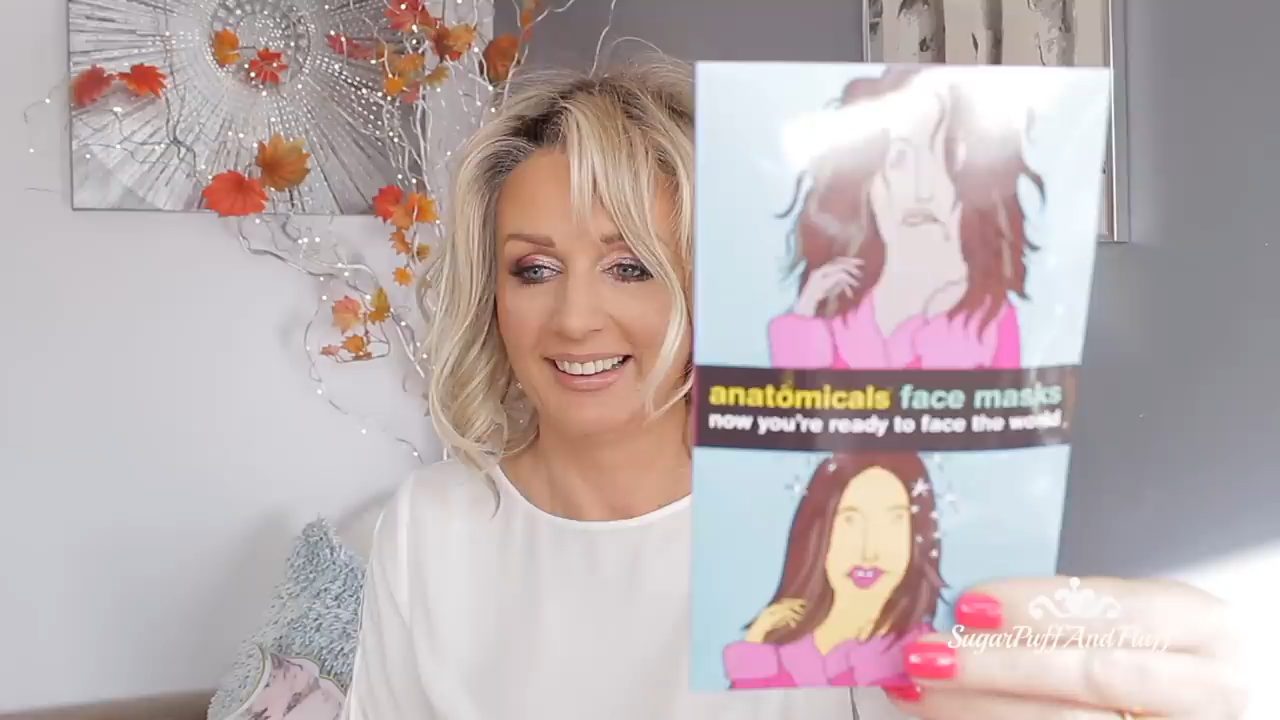 anatomicals face masks
now you're ready to face the world
SugarPuffAndFluff